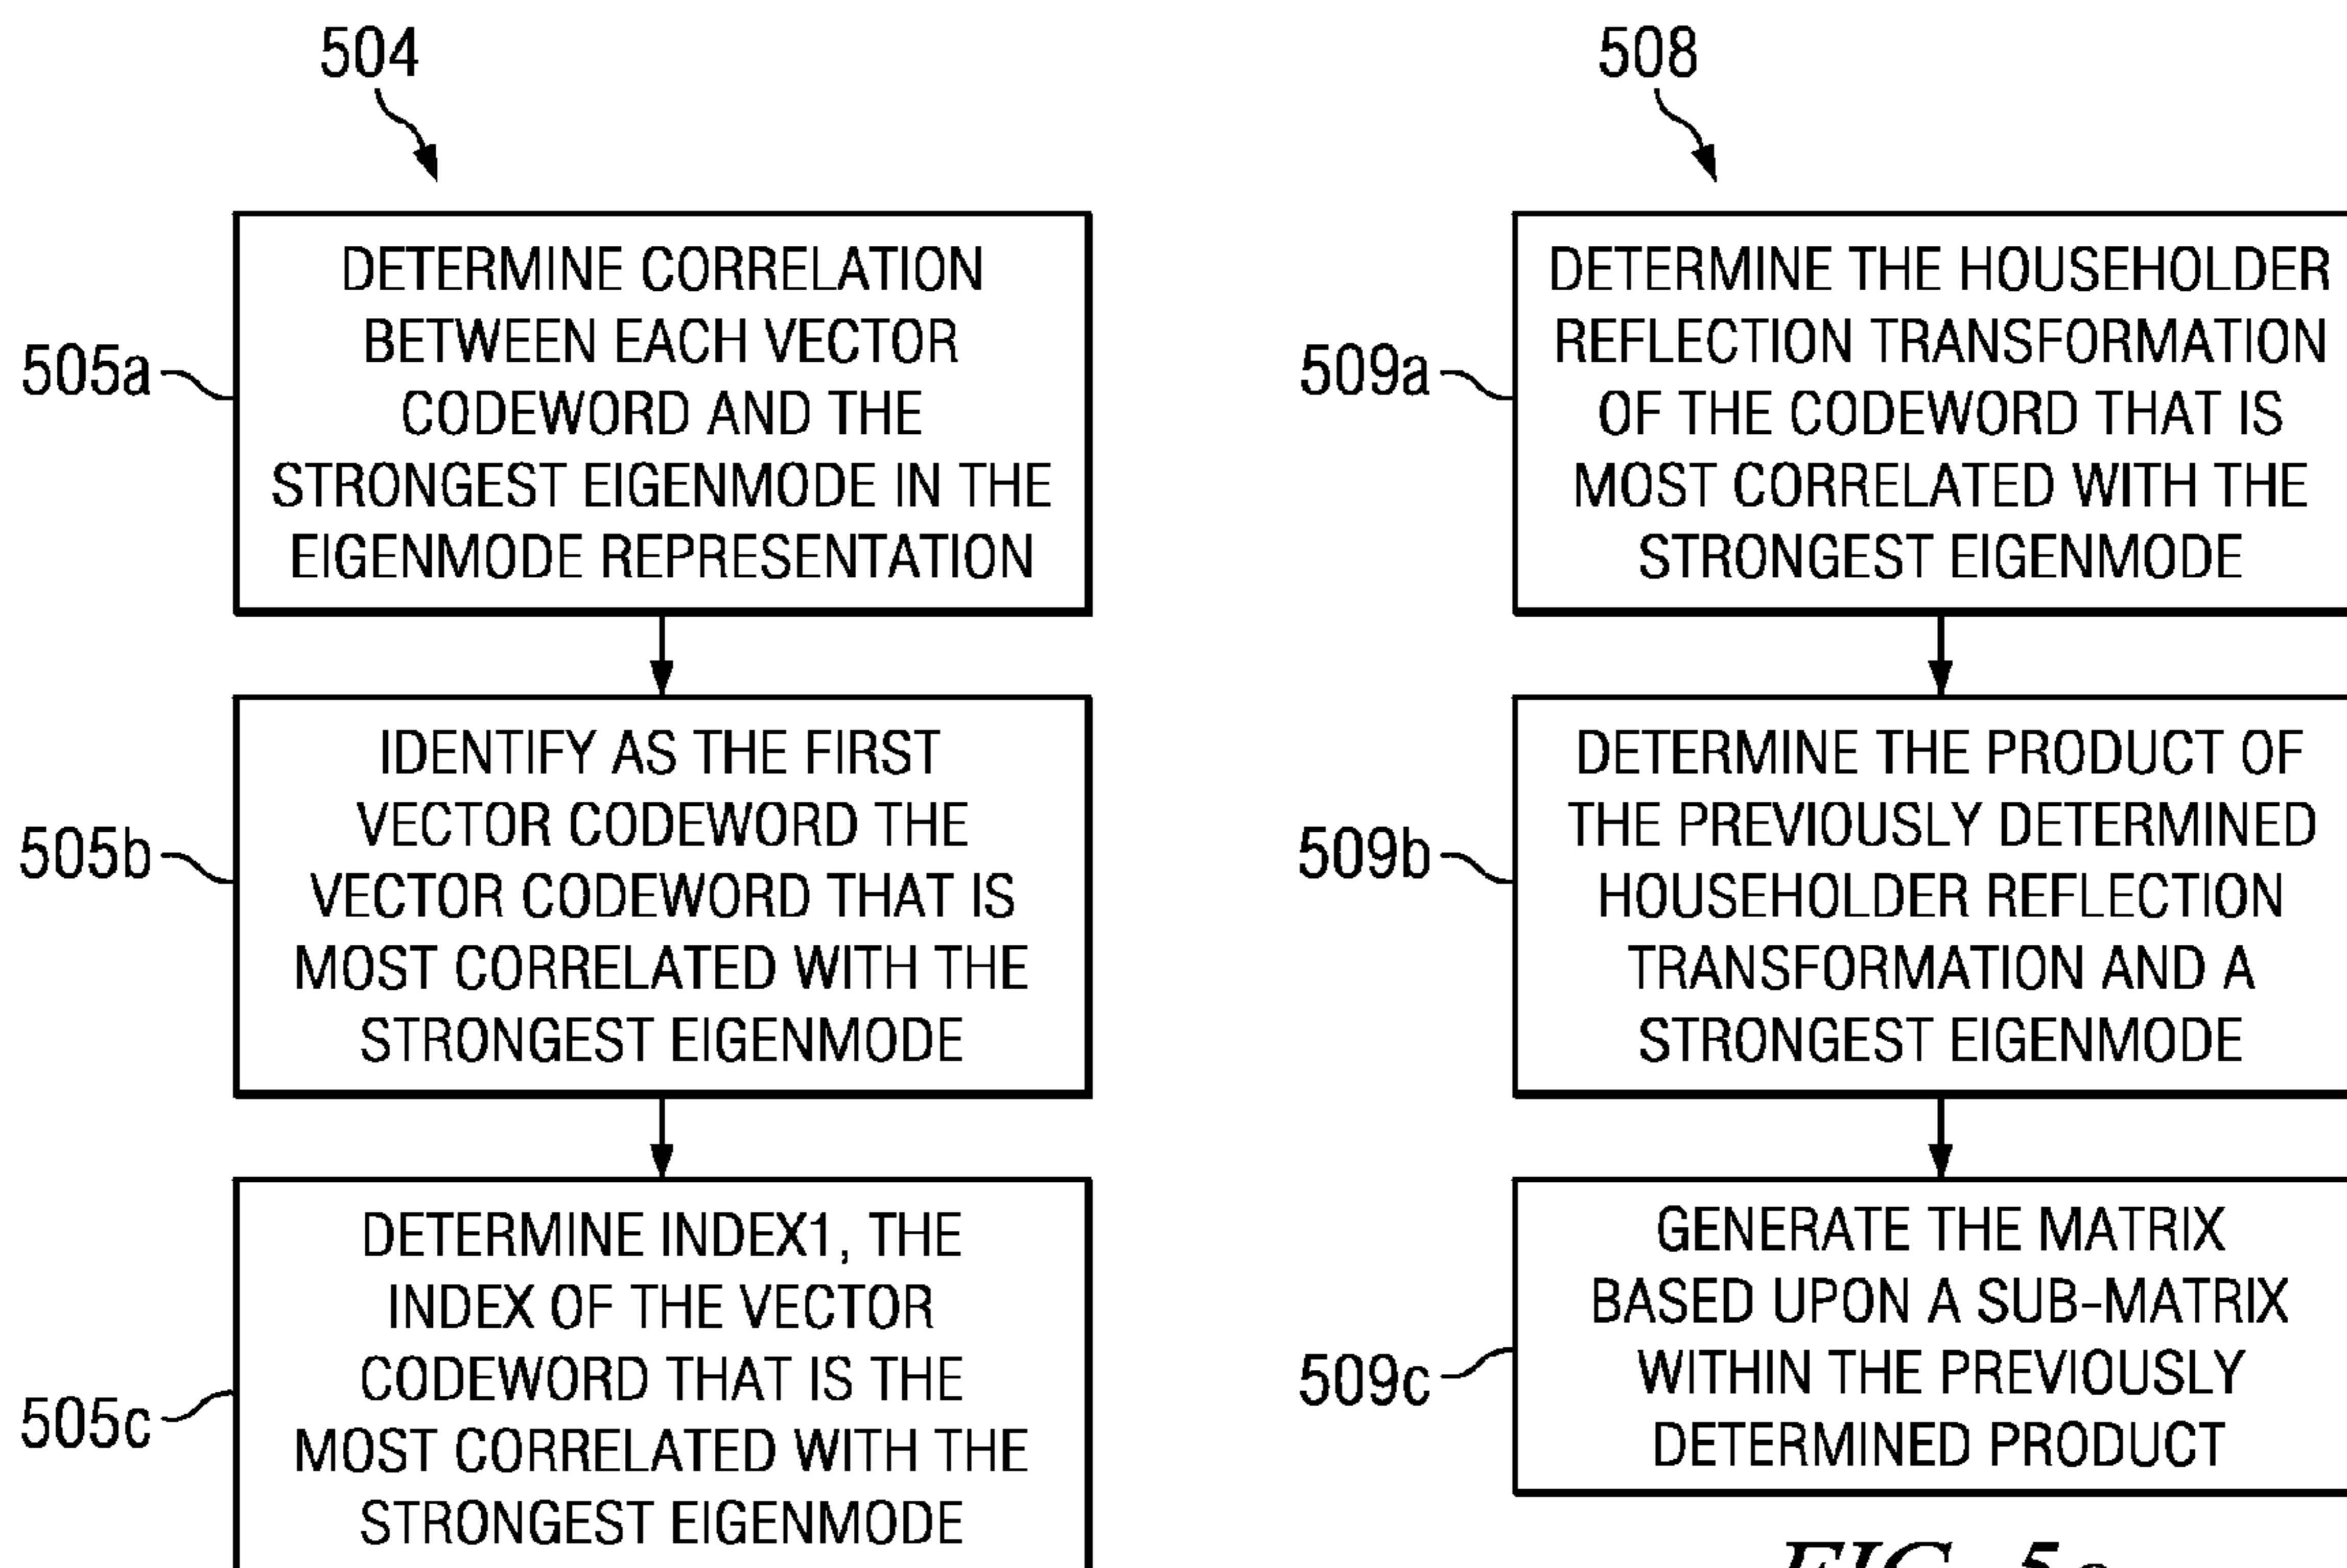 504
DETERMINE CORRELATION
BETWEEN EACH VECTOR
CODEWORD AND THE
STRONGEST EIGENMODE IN THE
EIGENMODE REPRESENTATION
505a
IDENTIFY AS THE FIRST
VECTOR CODEWORD THE
VECTOR CODEWORD THAT IS
MOST CORRELATED WITH THE
STRONGEST EIGENMODE
505b
DETERMINE INDEX1, THE
INDEX OF THE VECTOR
CODEWORD THAT IS THE
MOST CORRELATED WITH THE
STRONGEST EIGENMODE
505c
508
DETERMINE THE HOUSEHOLDER
REFLECTION TRANSFORMATION
OF THE CODEWORD THAT IS
MOST CORRELATED WITH THE
STRONGEST EIGENMODE
509a
DETERMINE THE PRODUCT OF
THE PREVIOUSLY DETERMINED
HOUSEHOLDER REFLECTION
TRANSFORMATION AND A
STRONGEST EIGENMODE
509b
GENERATE THE MATRIX
BASED UPON A SUB-MATRIX
WITHIN THE PREVIOUSLY
DETERMINED PRODUCT
509c
FIG.